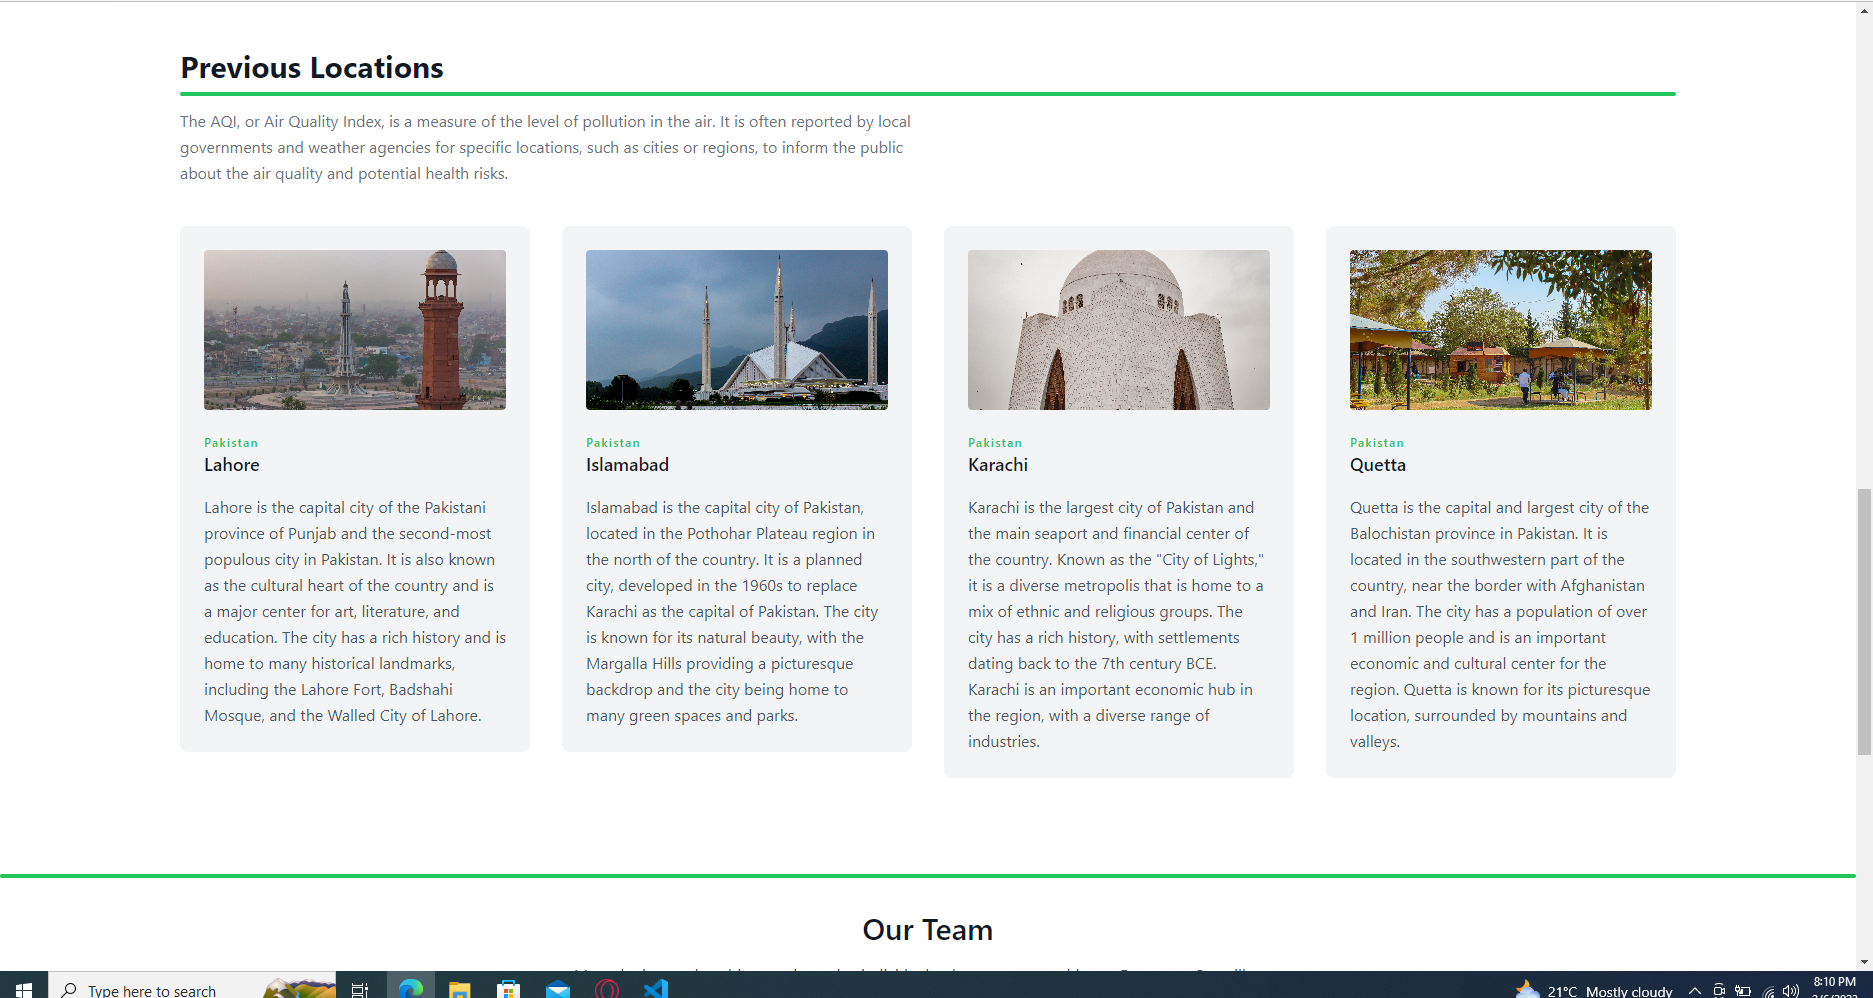 Previous Locations
The AQI, or Air Quality Index, is a measure of the level of pollution in the air. It is often reported by local
governments and weather agencies for specific locations, such as cities or regions, to inform the public
about the air quality and potential health risks.
Pakistan
Lahore
Lahore is the capital city of the Pakistani
province of Punjab and the second-most
populous city in Pakistan. It is also known
as the cultural heart of the country and is
a major center for art, literature, and
education. The city has a rich history and is
home to many historical landmarks,
including the Lahore Fort, Badshahi
Mosque, and the Walled City of Lahore.
Pakistan
Islamabad
Islamabad is the capital city of Pakistan,
located in the Pothohar Plateau region in
the north of the country. It is a planned
city, developed in the 1960s to replace
Karachi as the capital of Pakistan. The city
is known for its natural beauty, with the
Margalla Hills providing a picturesque
backdrop and the city being home to
many green spaces and parks.
Pakistan
Karachi
Karachi is the largest city of Pakistan and
the main seaport and financial center of
the country. Known as the "City of Lights,"
it is a diverse metropolis that is home to a
mix of ethnic and religious groups. The
city has a rich history, with settlements
dating back to the 7th century BCE.
Karachi is an important economic hub in
the region, with a diverse range of
industries.
Pakistan
Quetta
Quetta is the capital and largest city of the
Balochistan province in Pakistan. It is
located in the southwestern part of the
country, near the border with Afghanistan
and Iran. The city has a population of over
1 million people and is an important
economic and cultural center for the
region. Quetta is known for its picturesque
location, surrounded by mountains and
valleys.
Our Team
Type here to search
21°C Mostly cloudy
8:10 PM